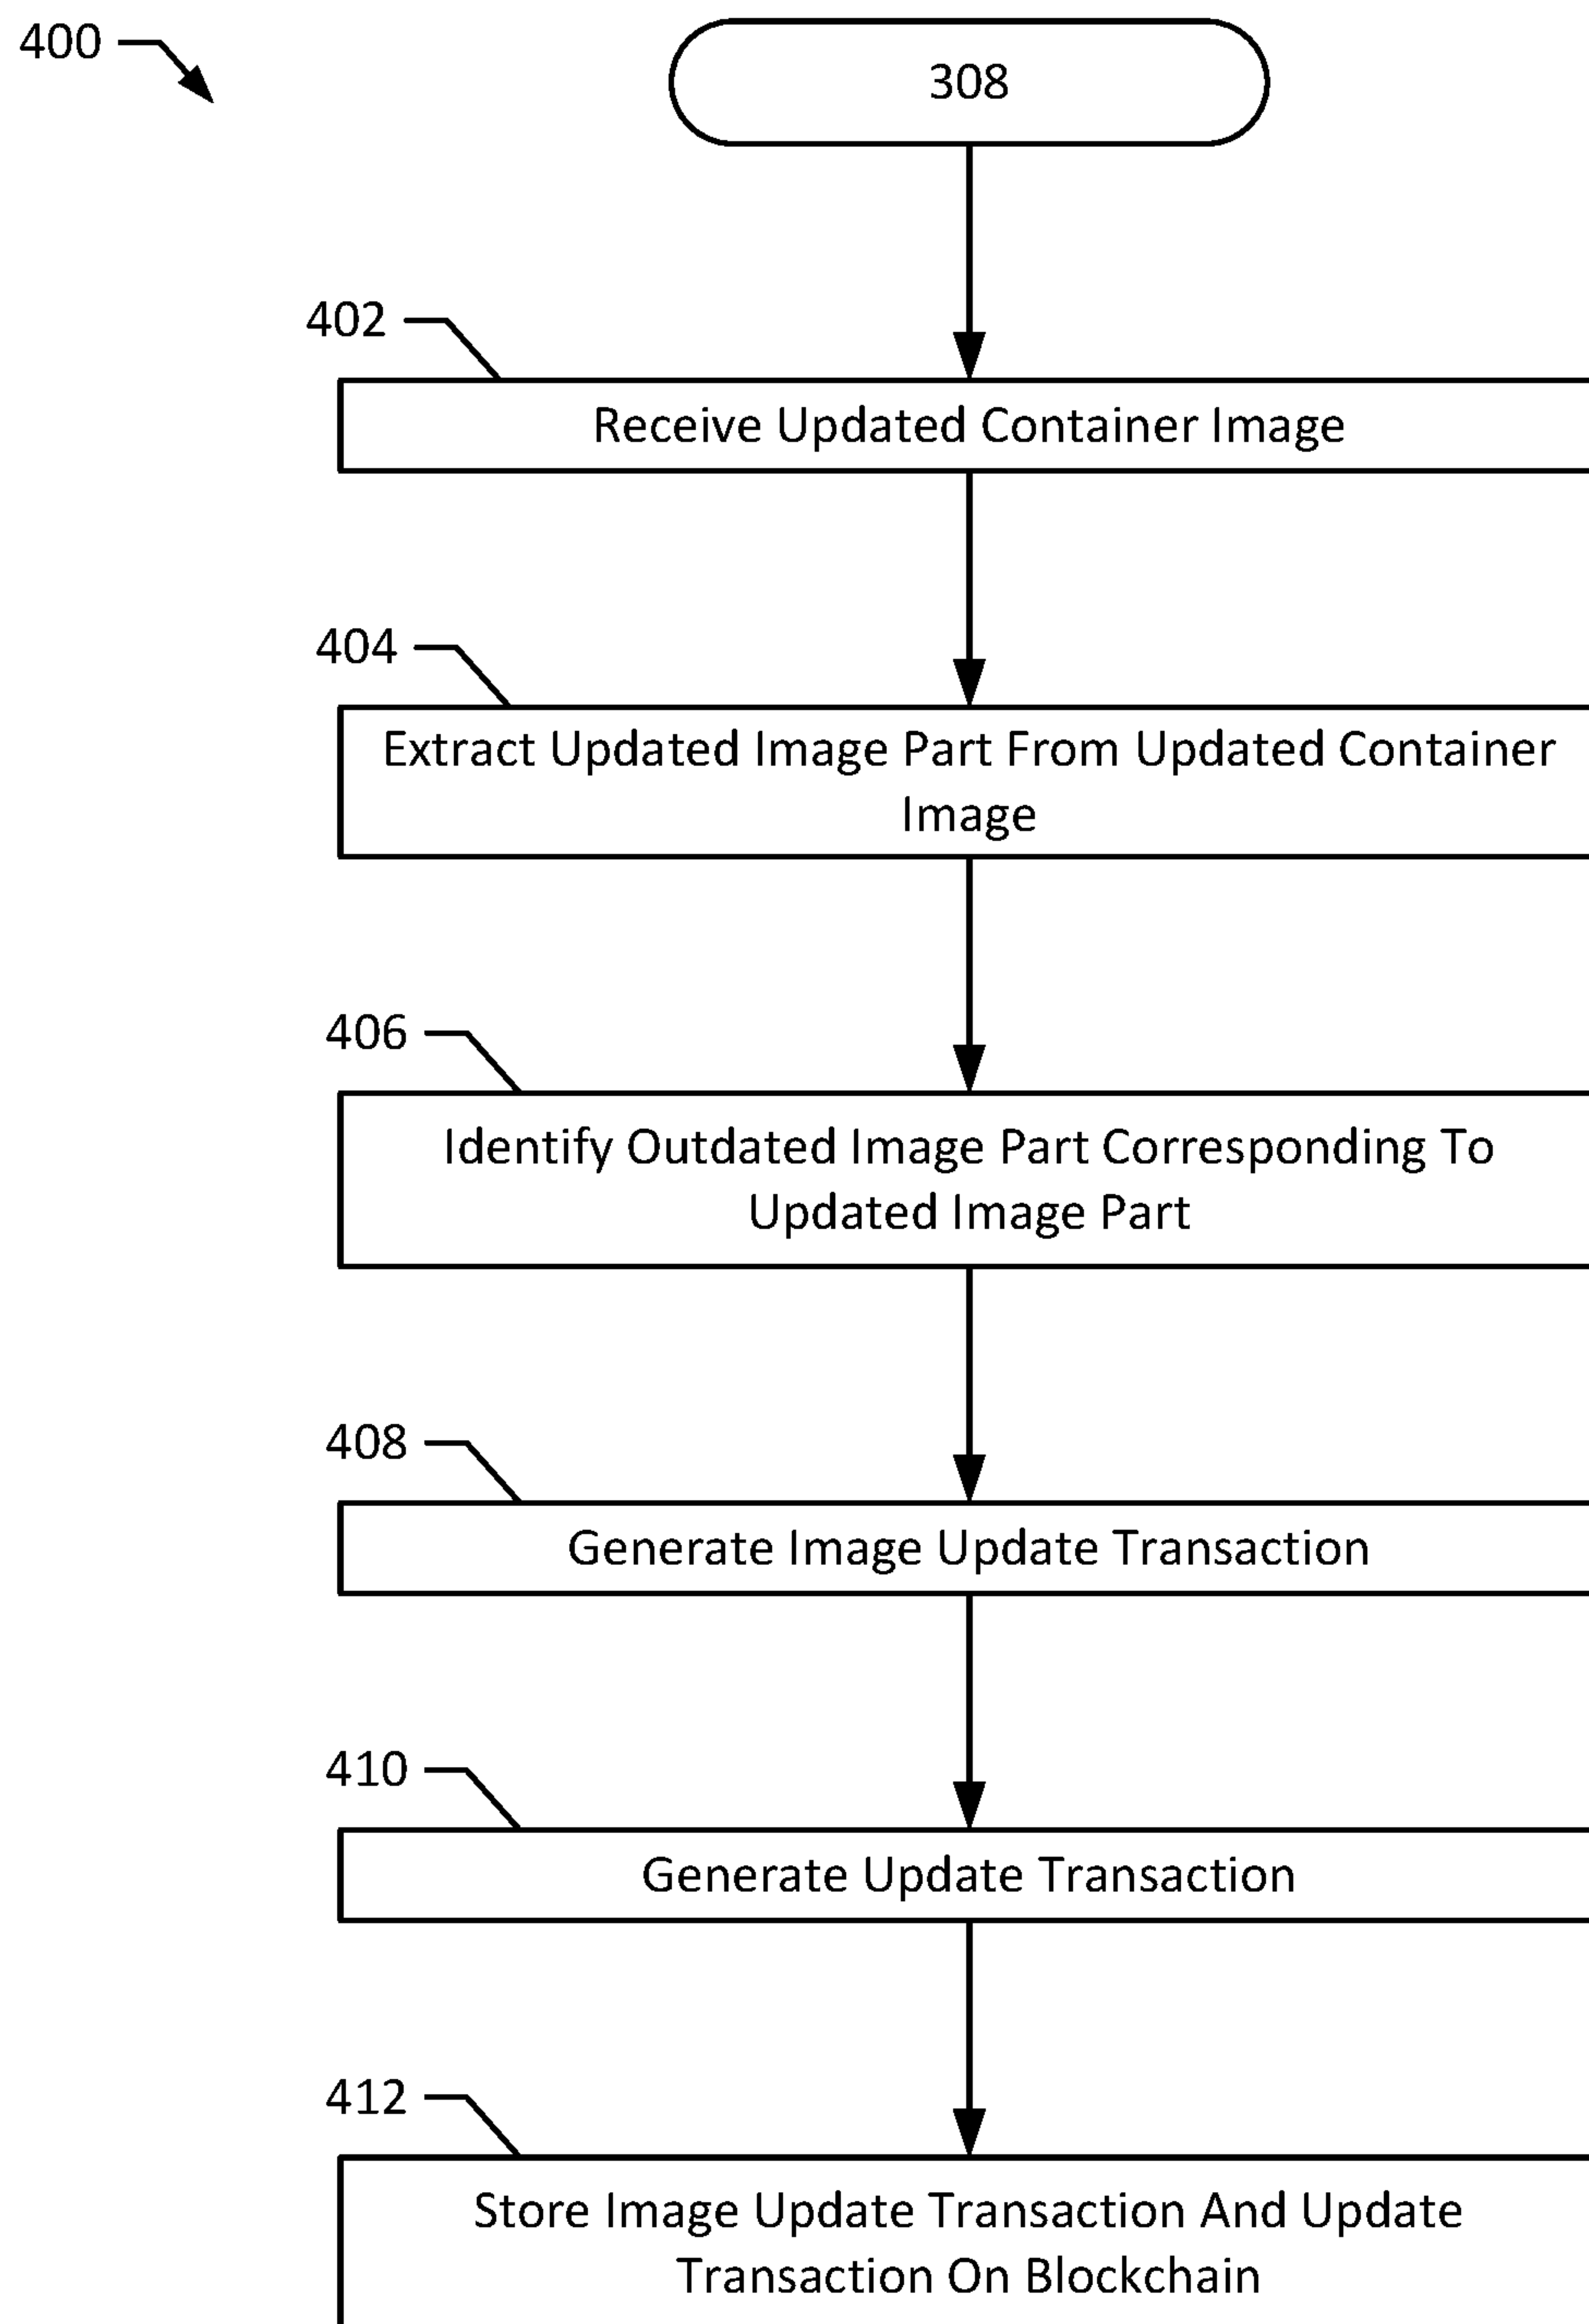 400
308
402
Receive Updated Container Image
404
Extract Updated Image Part From Updated Container
Image
406
Identify Outdated Image Part Corresponding To
Updated Image Part
408
Generate Image Update Transaction
410
Generate Update Transaction
412
Store Image Update Transaction And Update
Transaction On Blockchain